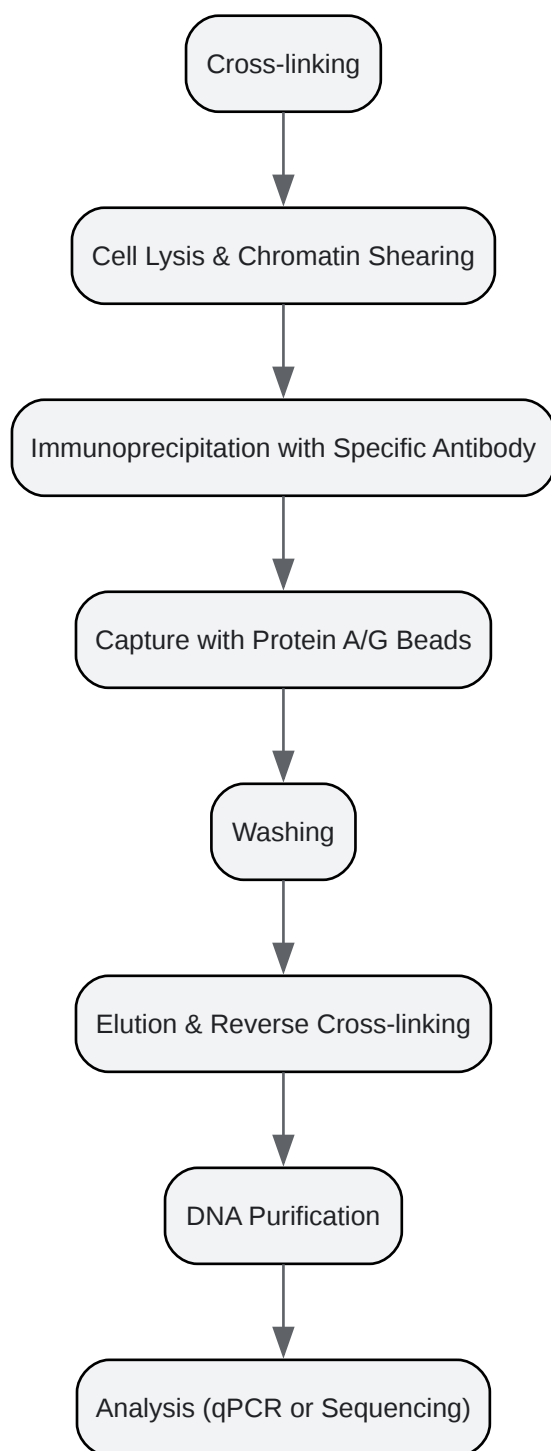 Cross-linking
Cell Lysis & Chromatin Shearing
Immunoprecipitation with Specific Antibody
Capture with Protein A/G Beads
Washing
Elution & Reverse Cross-linking
DNA Purification
Analysis (qPCR or Sequencing)